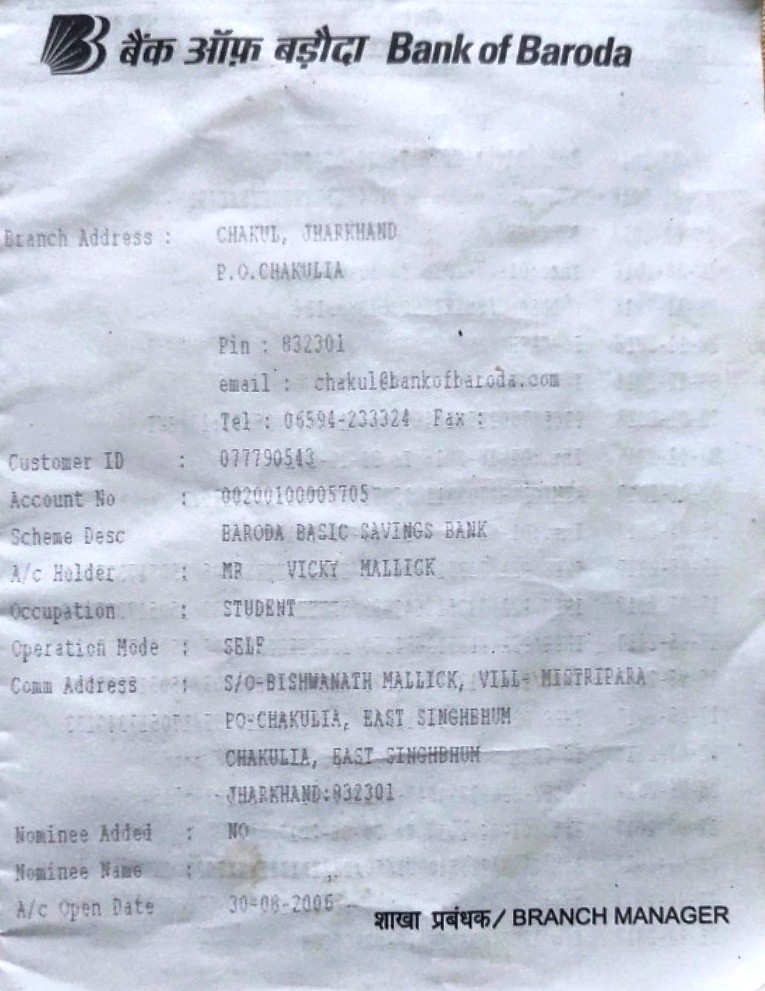 बैंक ऑफ़ बड़ौदा Bank of Baroda
Branch Address : CHAKUL, JHARKHAND
P.O.CHAKULIA
Pin : 832301
email : chakul@bankofbaroda.com
Tel : 06594-233324 Fax :
Customer ID : 077790543
Account No : 00200100005705
Scheme Desc BARODA BASIC SAVINGS BANK
A/c Holder : MR VICKY MALLICK
Occupation : STUDENT
Operation Mode : SELF
Comm Address : S/O-BISHWANATH MALLICK, VILL- MISTRIPARA
PO-CHAKULIA, EAST SINGHBHUM
CHAKULIA, EAST SINGHBHUM
JHARKHAND:832301
Nominee Added : NO
Nominee Name :
A/c Open Date 30-08-2006
शाखा प्रबंधक/ BRANCH MANAGER